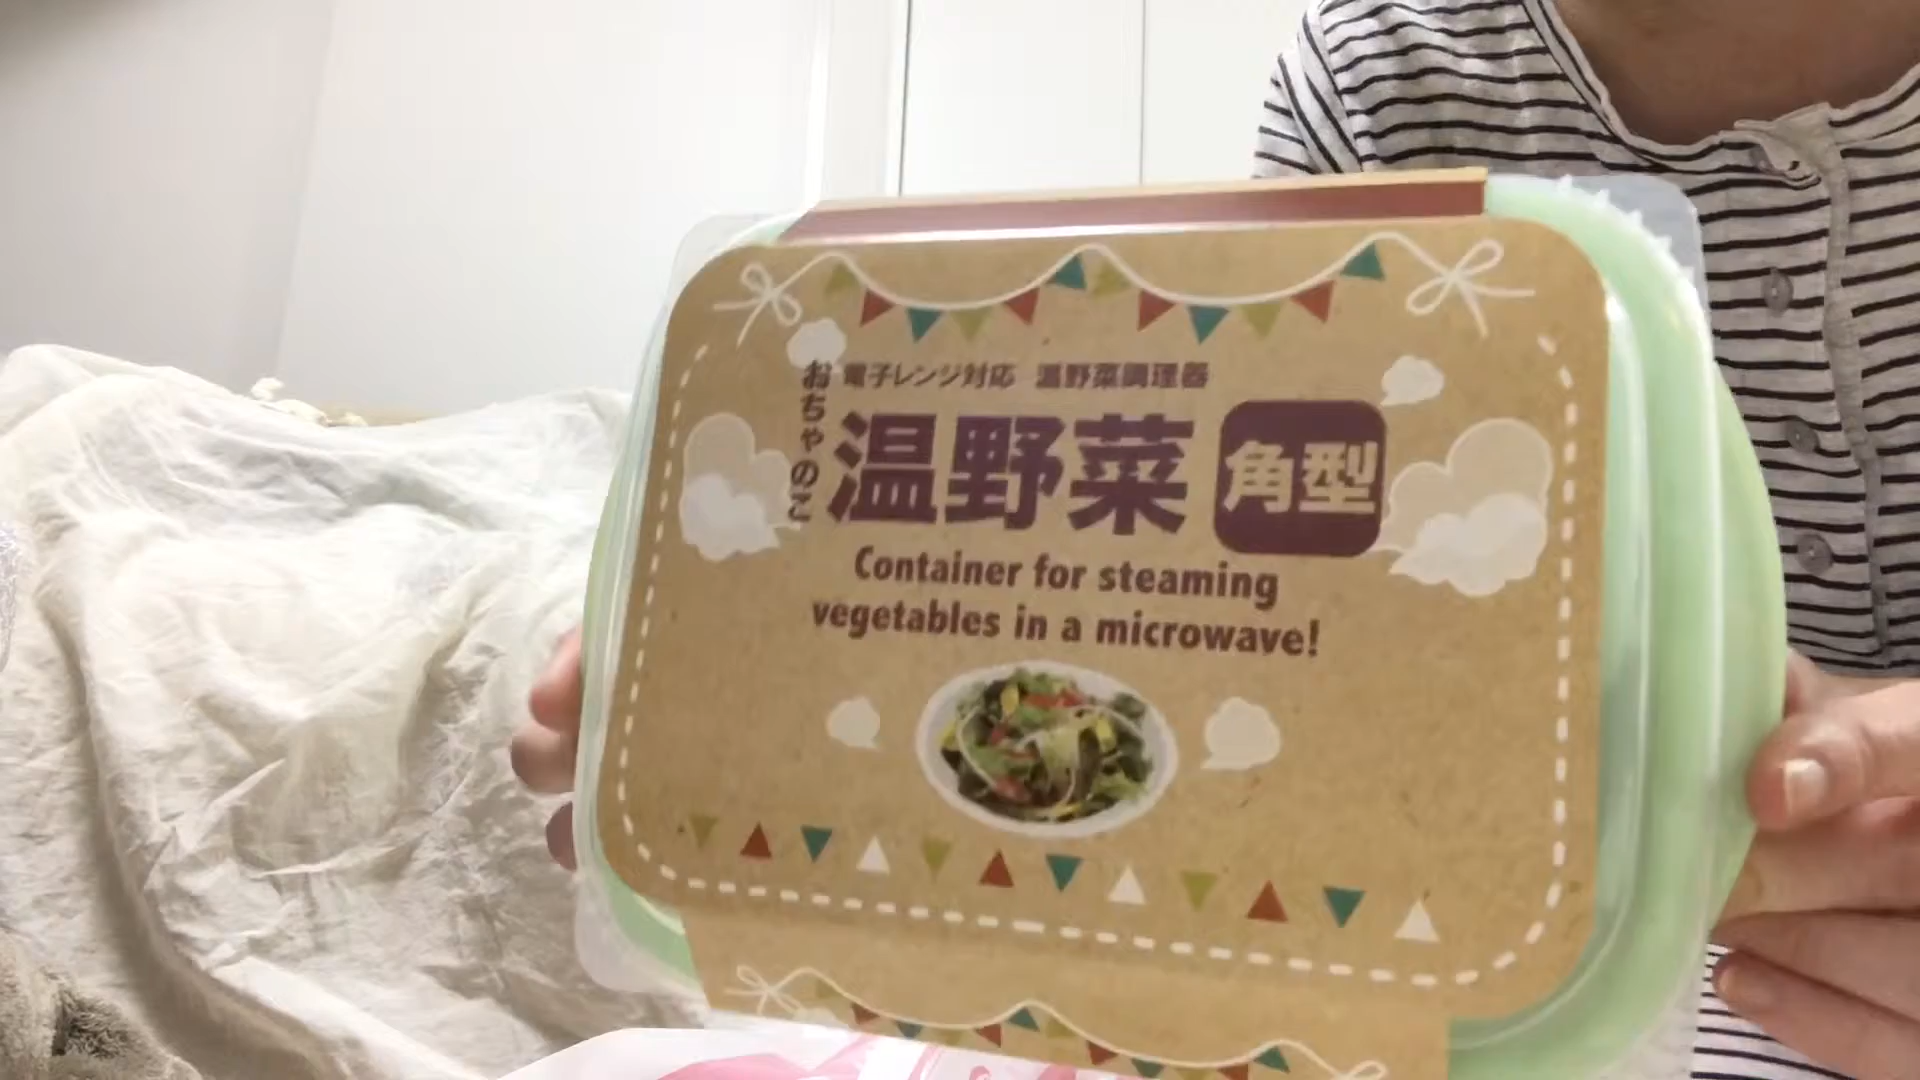 おちゃのこ
電子レンジ対応 温野菜調理器
温野菜 角型
Container for steaming
vegetables in a microwave!